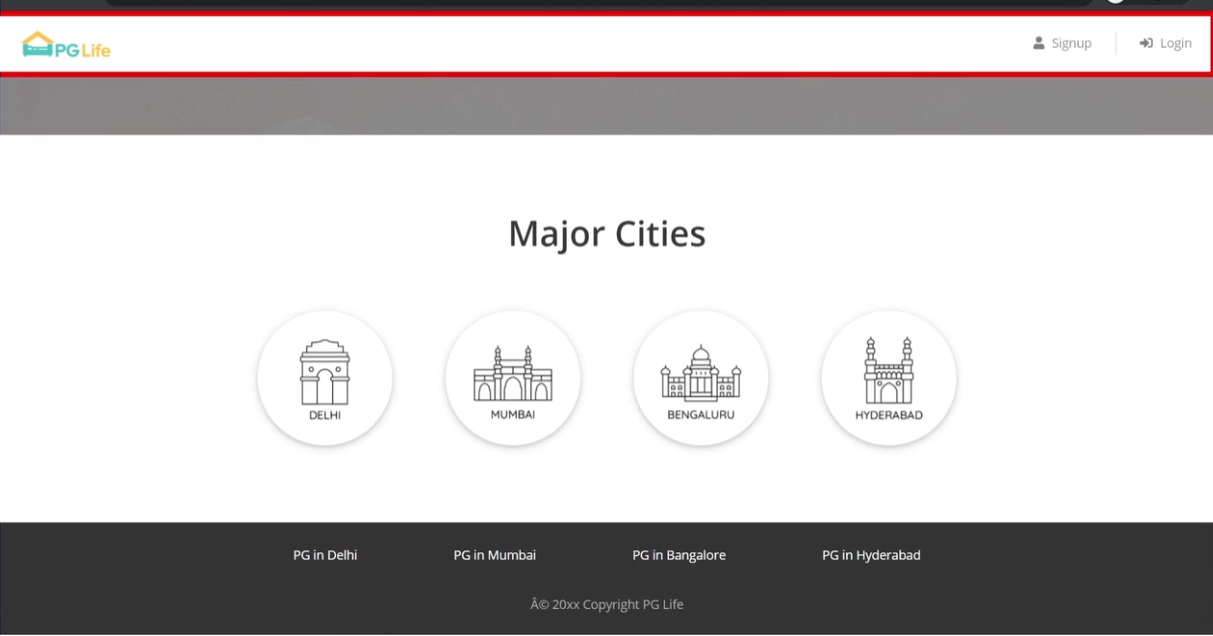 PG Life
Signup
Login
Major Cities
DELHI
MUMBAI
BENGALURU
HYDERABAD
PG in Delhi
PG in Mumbai
PG in Bangalore
PG in Hyderabad
Â© 20xx Copyright PG Life